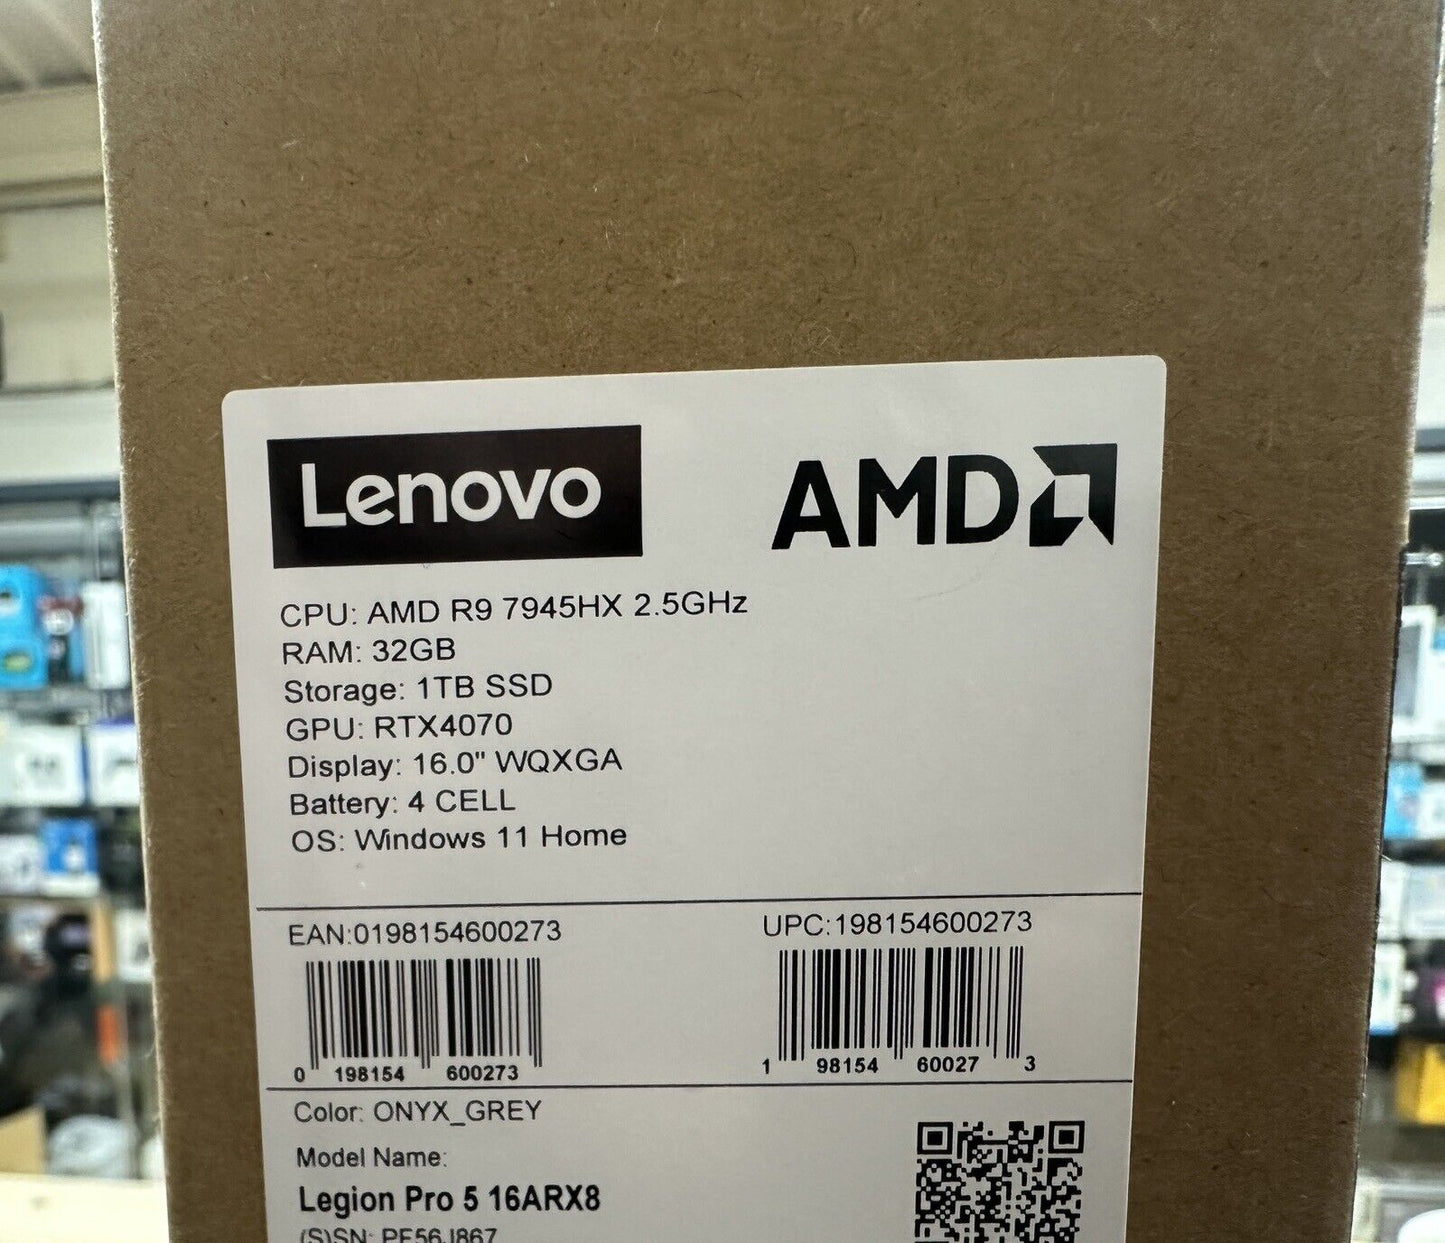 Lenovo
AMD
CPU: AMD R9 7945HX 2.5GHz
RAM: 32GB
Storage: 1TB SSD
GPU: RTX4070
Display: 16.0" WQXGA
Battery: 4 CELL
OS: Windows 11 Home
EAN:0198154600273
UPC:198154600273
0 198154 600273
1 98154 60027 3
Color: ONYX_GREY
Model Name:
Legion Pro 5 16ARX8
(S)SN: PF56J867